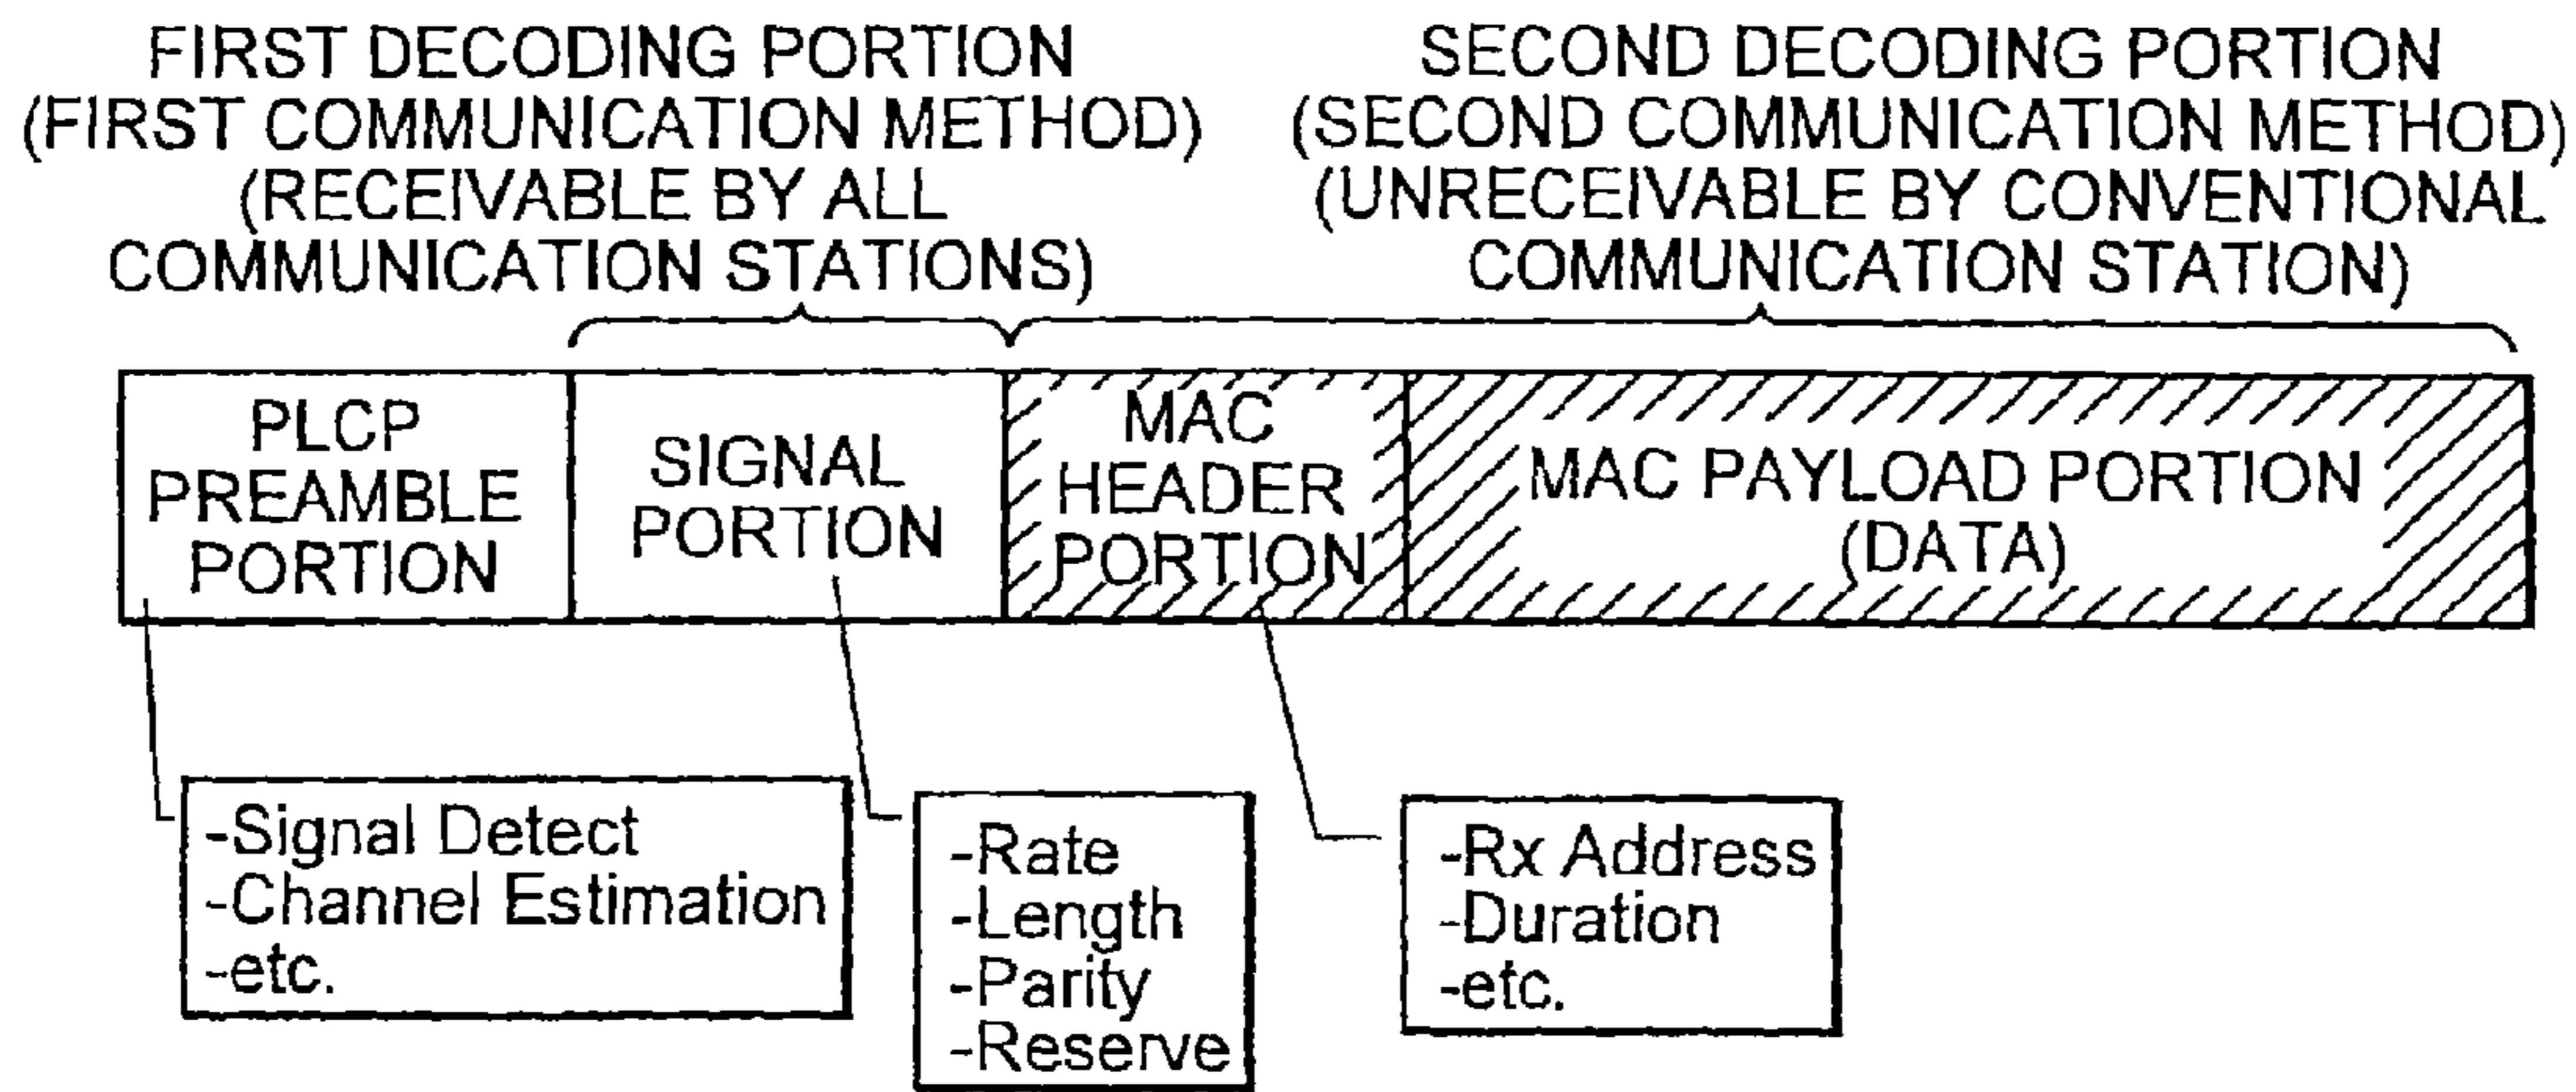 FIRST DECODING PORTION
(FIRST COMMUNICATION METHOD)
(RECEIVABLE BY ALL
COMMUNICATION STATIONS)
SECOND DECODING PORTION
(SECOND COMMUNICATION METHOD)
(UNRECEIVABLE BY CONVENTIONAL
COMMUNICATION STATION)
PLCP
PREAMBLE
PORTION
SIGNAL
PORTION
MAC
HEADER
PORTION
MAC PAYLOAD PORTION
(DATA)
-Signal Detect
-Channel Estimation
-etc.
-Rate
-Length
-Parity
-Reserve
-Rx Address
-Duration
-etc.